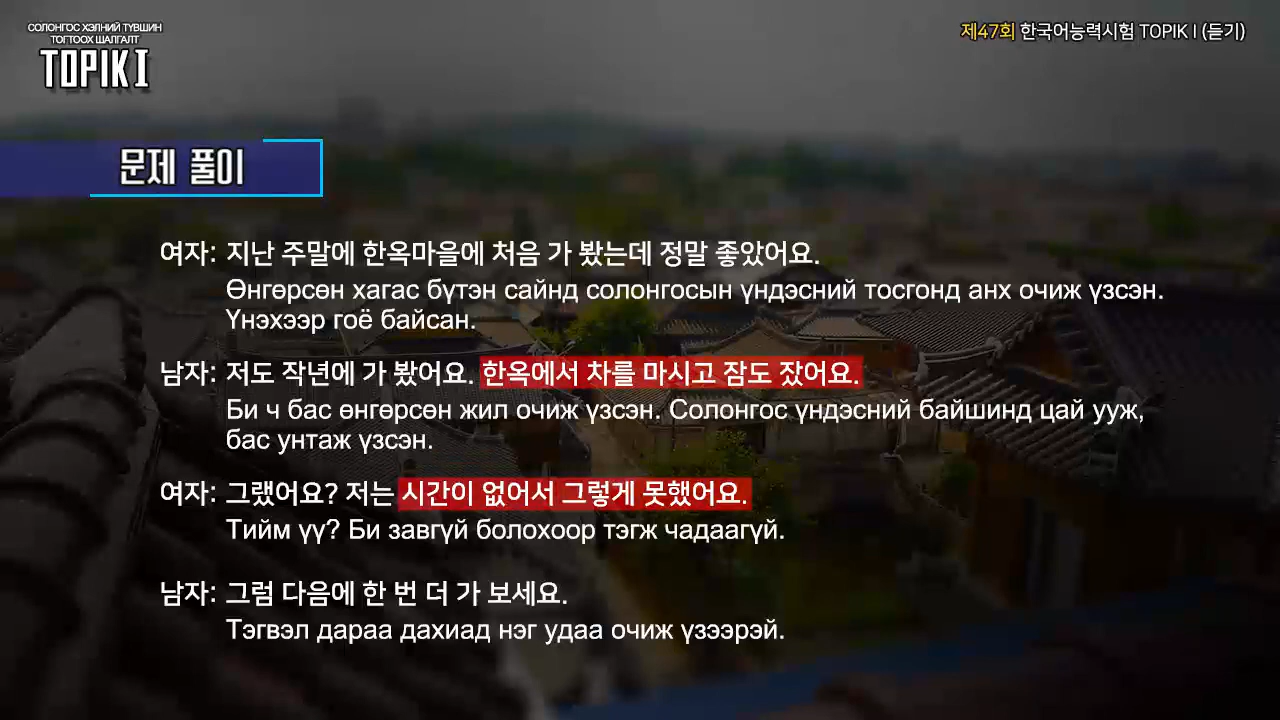 СОЛОНГОС ХЭЛНИЙ ТҮВШИН
ТОГТООХ ШАЛГАЛТ
TOPIK I
제47회 한국어능력시험 TOPIK I (듣기)
문제 풀이
여자: 지난 주말에 한옥마을에 처음 가 봤는데 정말 좋았어요.
Өнгөрсөн хагас бүтэн сайнд солонгосын үндэсний тосгонд анх очиж үзсэн.
Үнэхээр гоё байсан.
남자: 저도 작년에 가 봤어요. 한옥에서 차를 마시고 잠도 잤어요.
Би ч бас өнгөрсөн жил очиж үзсэн. Солонгос үндэсний байшинд цай ууж,
бас унтаж үзсэн.
여자: 그랬어요? 저는 시간이 없어서 그렇게 못했어요.
Тийм үү? Би завгүй болохоор тэгж чадаагүй.
남자: 그럼 다음에 한 번 더 가 보세요.
Тэгвэл дараа дахиад нэг удаа очиж үзээрэй.